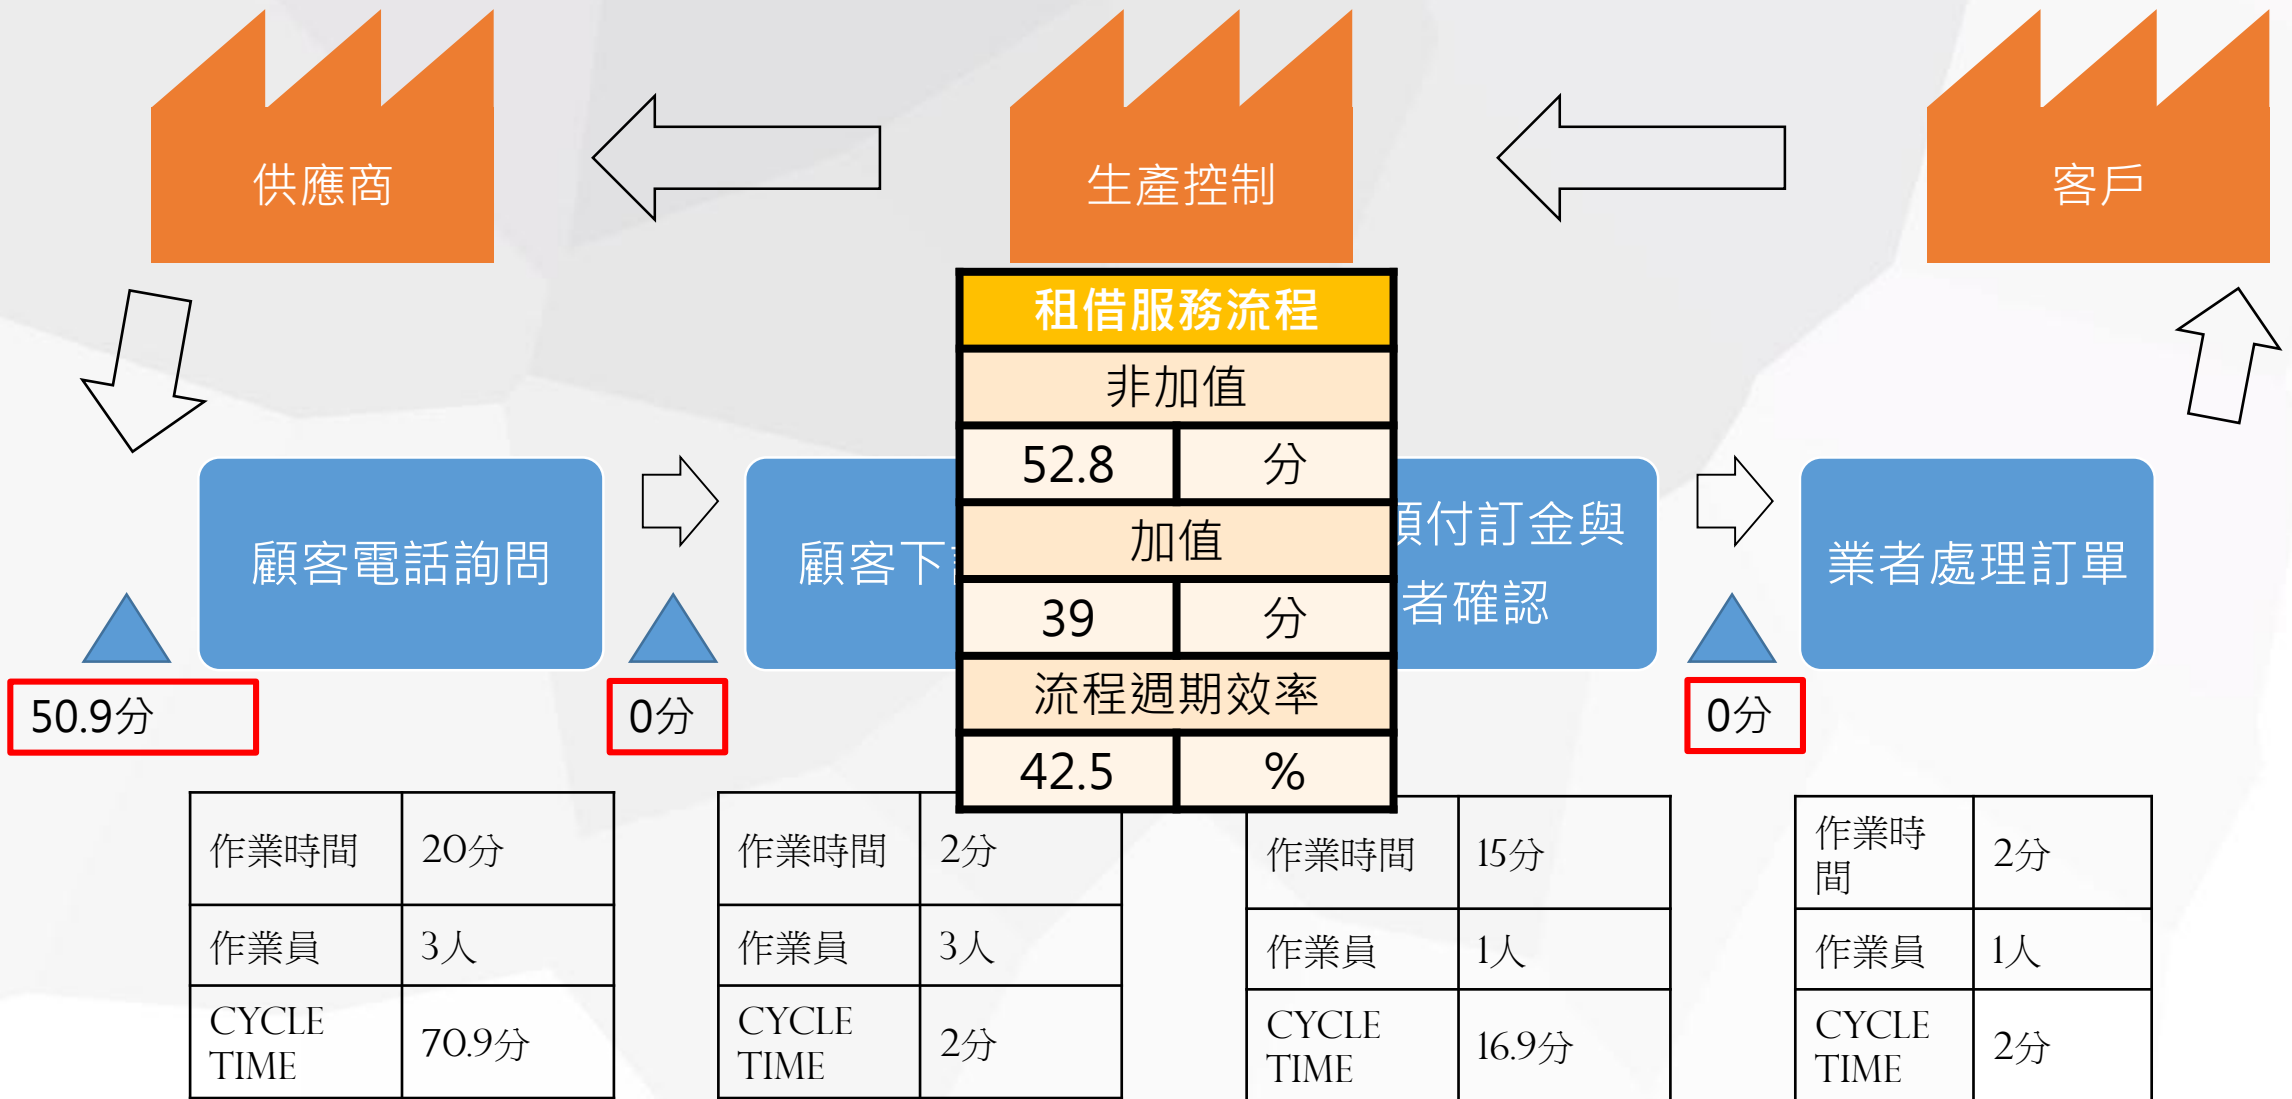 供應商
生產控制
客戶
租借服務流程
非加值
52.8 分
加值
39 分
流程週期效率
42.5 %
顧客電話詢問
顧客下
付訂金與
者確認
業者處理訂單
50.9分
0分
0分
作業時間 20分
作業員 3人
CYCLE
TIME
70.9分
作業時間 2分
作業員 3人
CYCLE
TIME
2分
作業時間 15分
作業員 1人
CYCLE
TIME
16.9分
作業時
間
2分
作業員 1人
CYCLE
TIME
2分